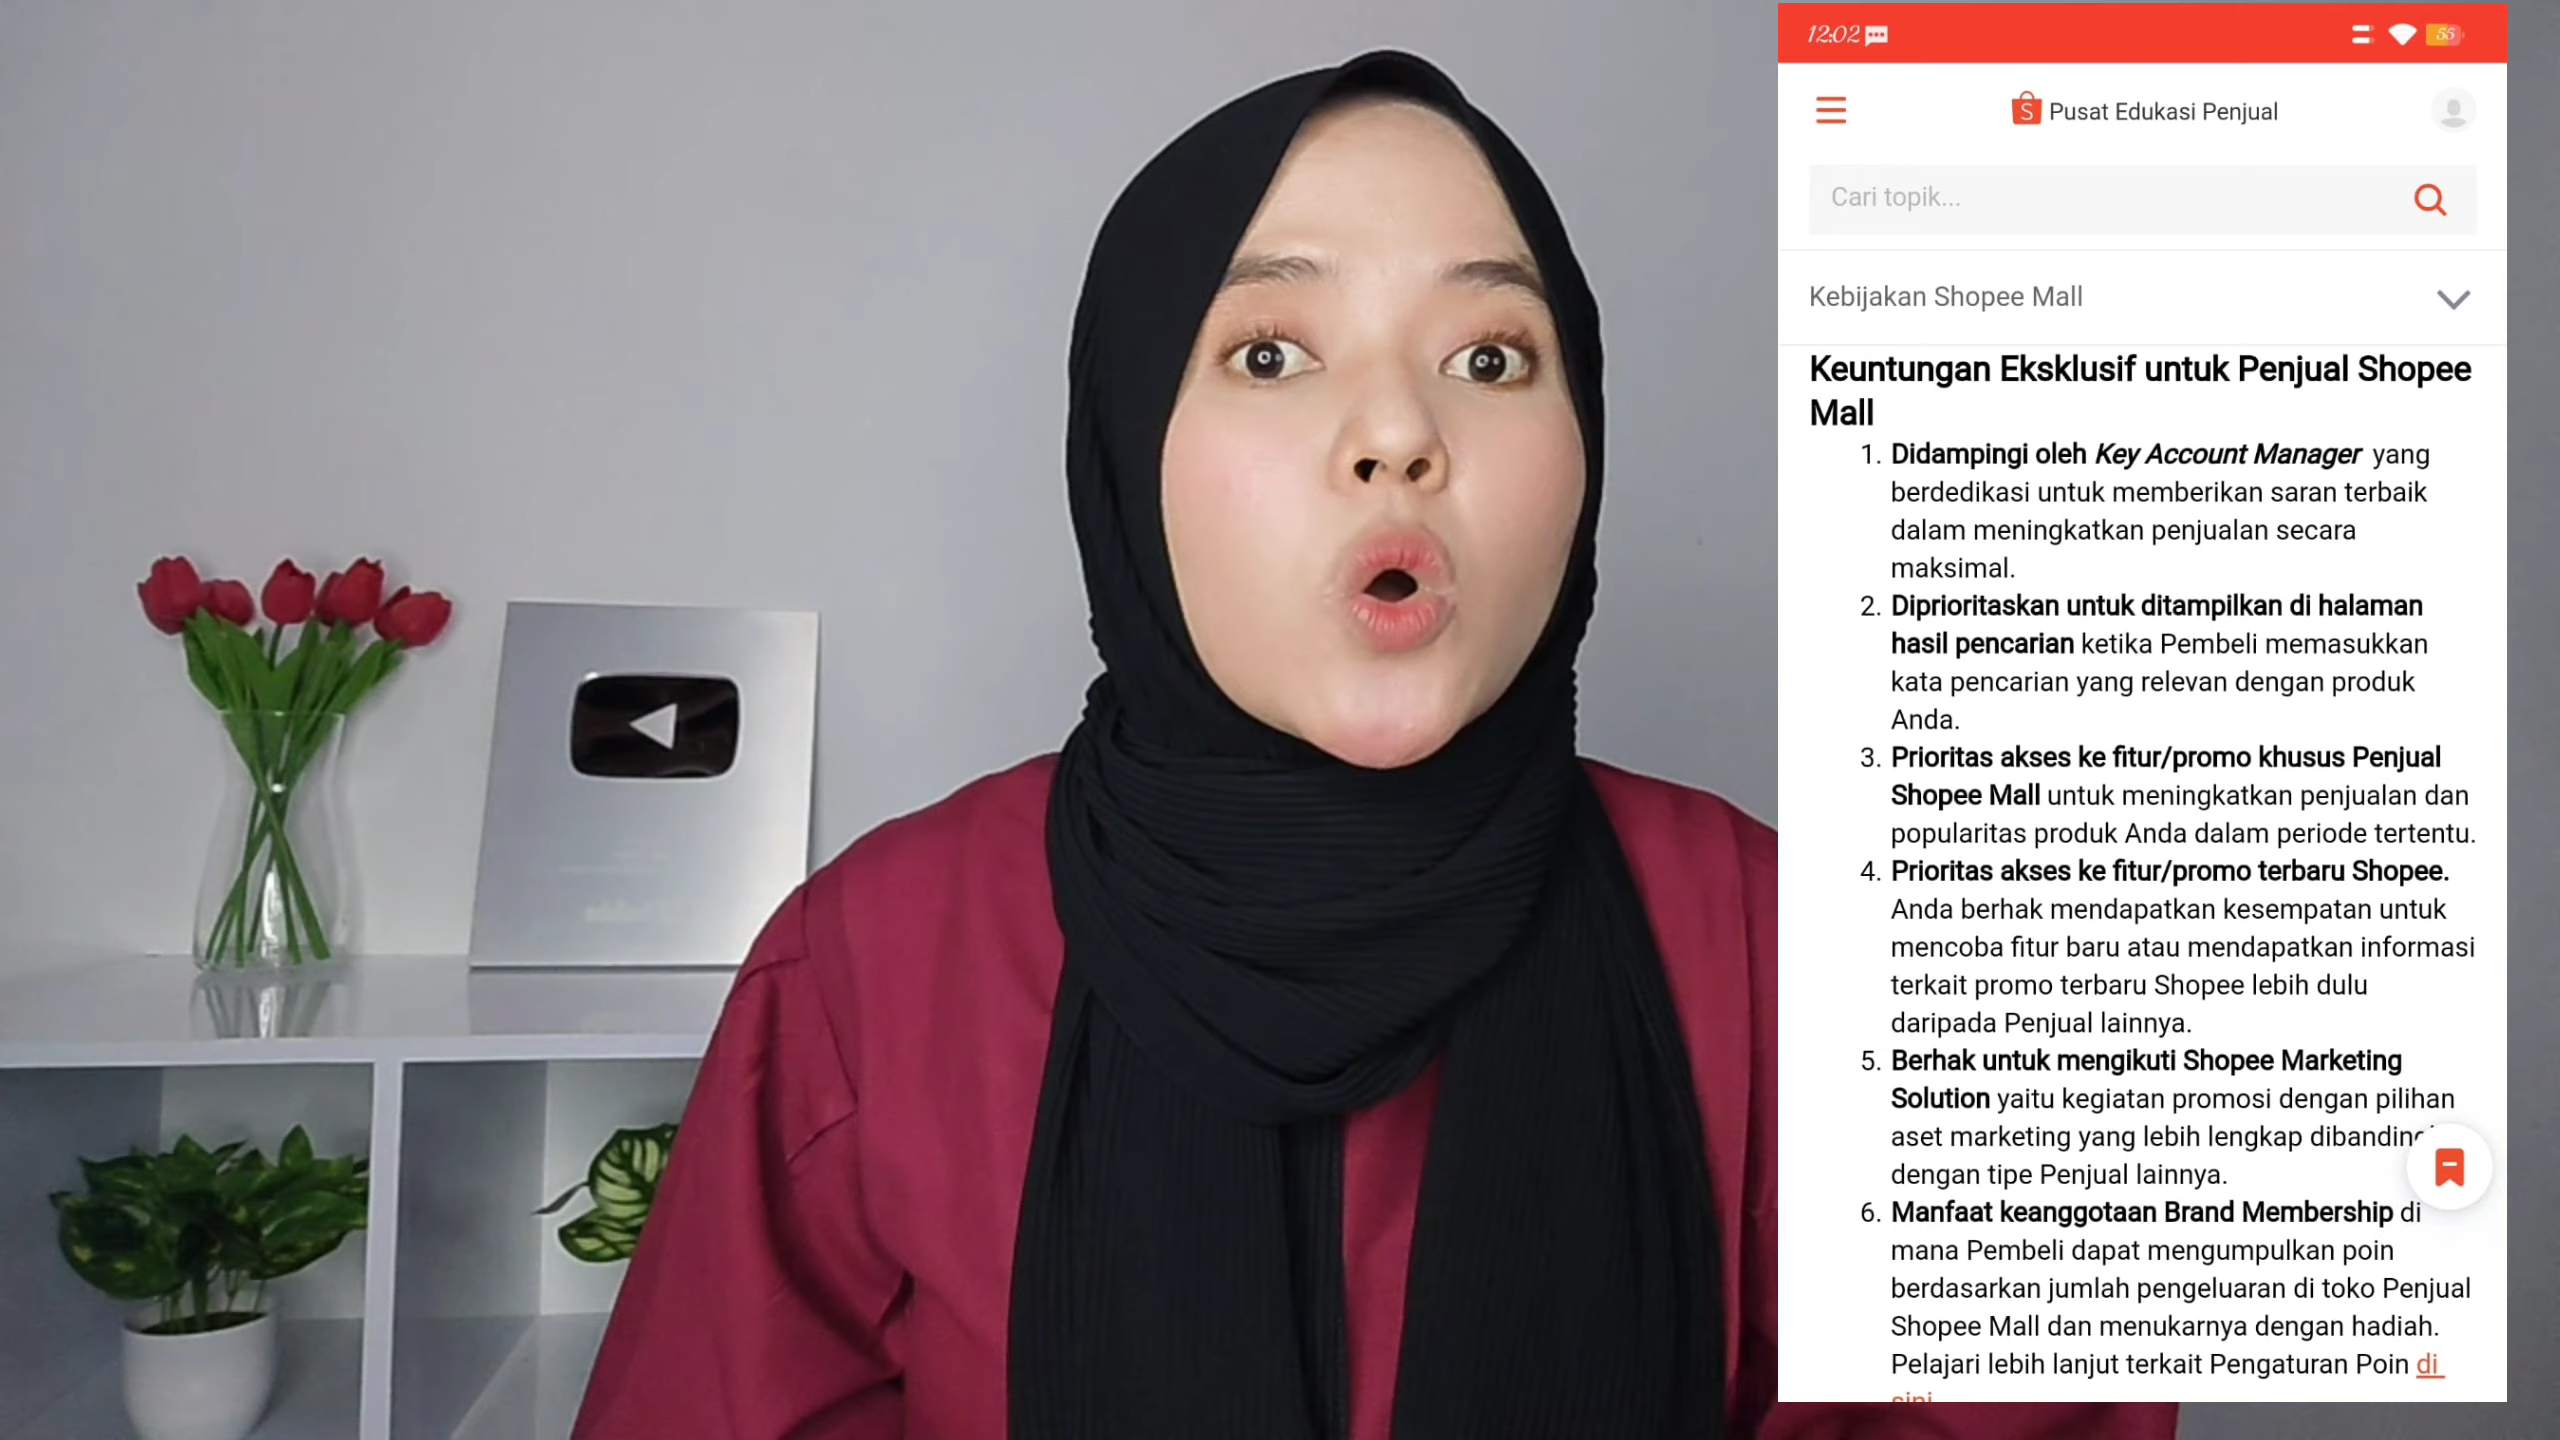 12:02
55
Pusat Edukasi Penjual
Cari topik...
Kebijakan Shopee Mall
Keuntungan Eksklusif untuk Penjual Shopee
Mall
1. Didampingi oleh Key Account Manager yang
berdedikasi untuk memberikan saran terbaik
dalam meningkatkan penjualan secara
maksimal.
2. Diprioritaskan untuk ditampilkan di halaman
hasil pencarian ketika Pembeli memasukkan
kata pencarian yang relevan dengan produk
Anda.
3. Prioritas akses ke fitur/promo khusus Penjual
Shopee Mall untuk meningkatkan penjualan dan
popularitas produk Anda dalam periode tertentu.
4. Prioritas akses ke fitur/promo terbaru Shopee.
Anda berhak mendapatkan kesempatan untuk
mencoba fitur baru atau mendapatkan informasi
terkait promo terbaru Shopee lebih dulu
daripada Penjual lainnya.
5. Berhak untuk mengikuti Shopee Marketing
Solution yaitu kegiatan promosi dengan pilihan
aset marketing yang lebih lengkap
dengan tipe Penjual lainnya.
6. Manfaat keanggotaan Brand Membership di
mana Pembeli dapat mengumpulkan poin
berdasarkan jumlah pengeluaran di toko Penjual
Shopee Mall dan menukarnya dengan hadiah.
Pelajari lebih lanjut terkait Pengaturan Poin di